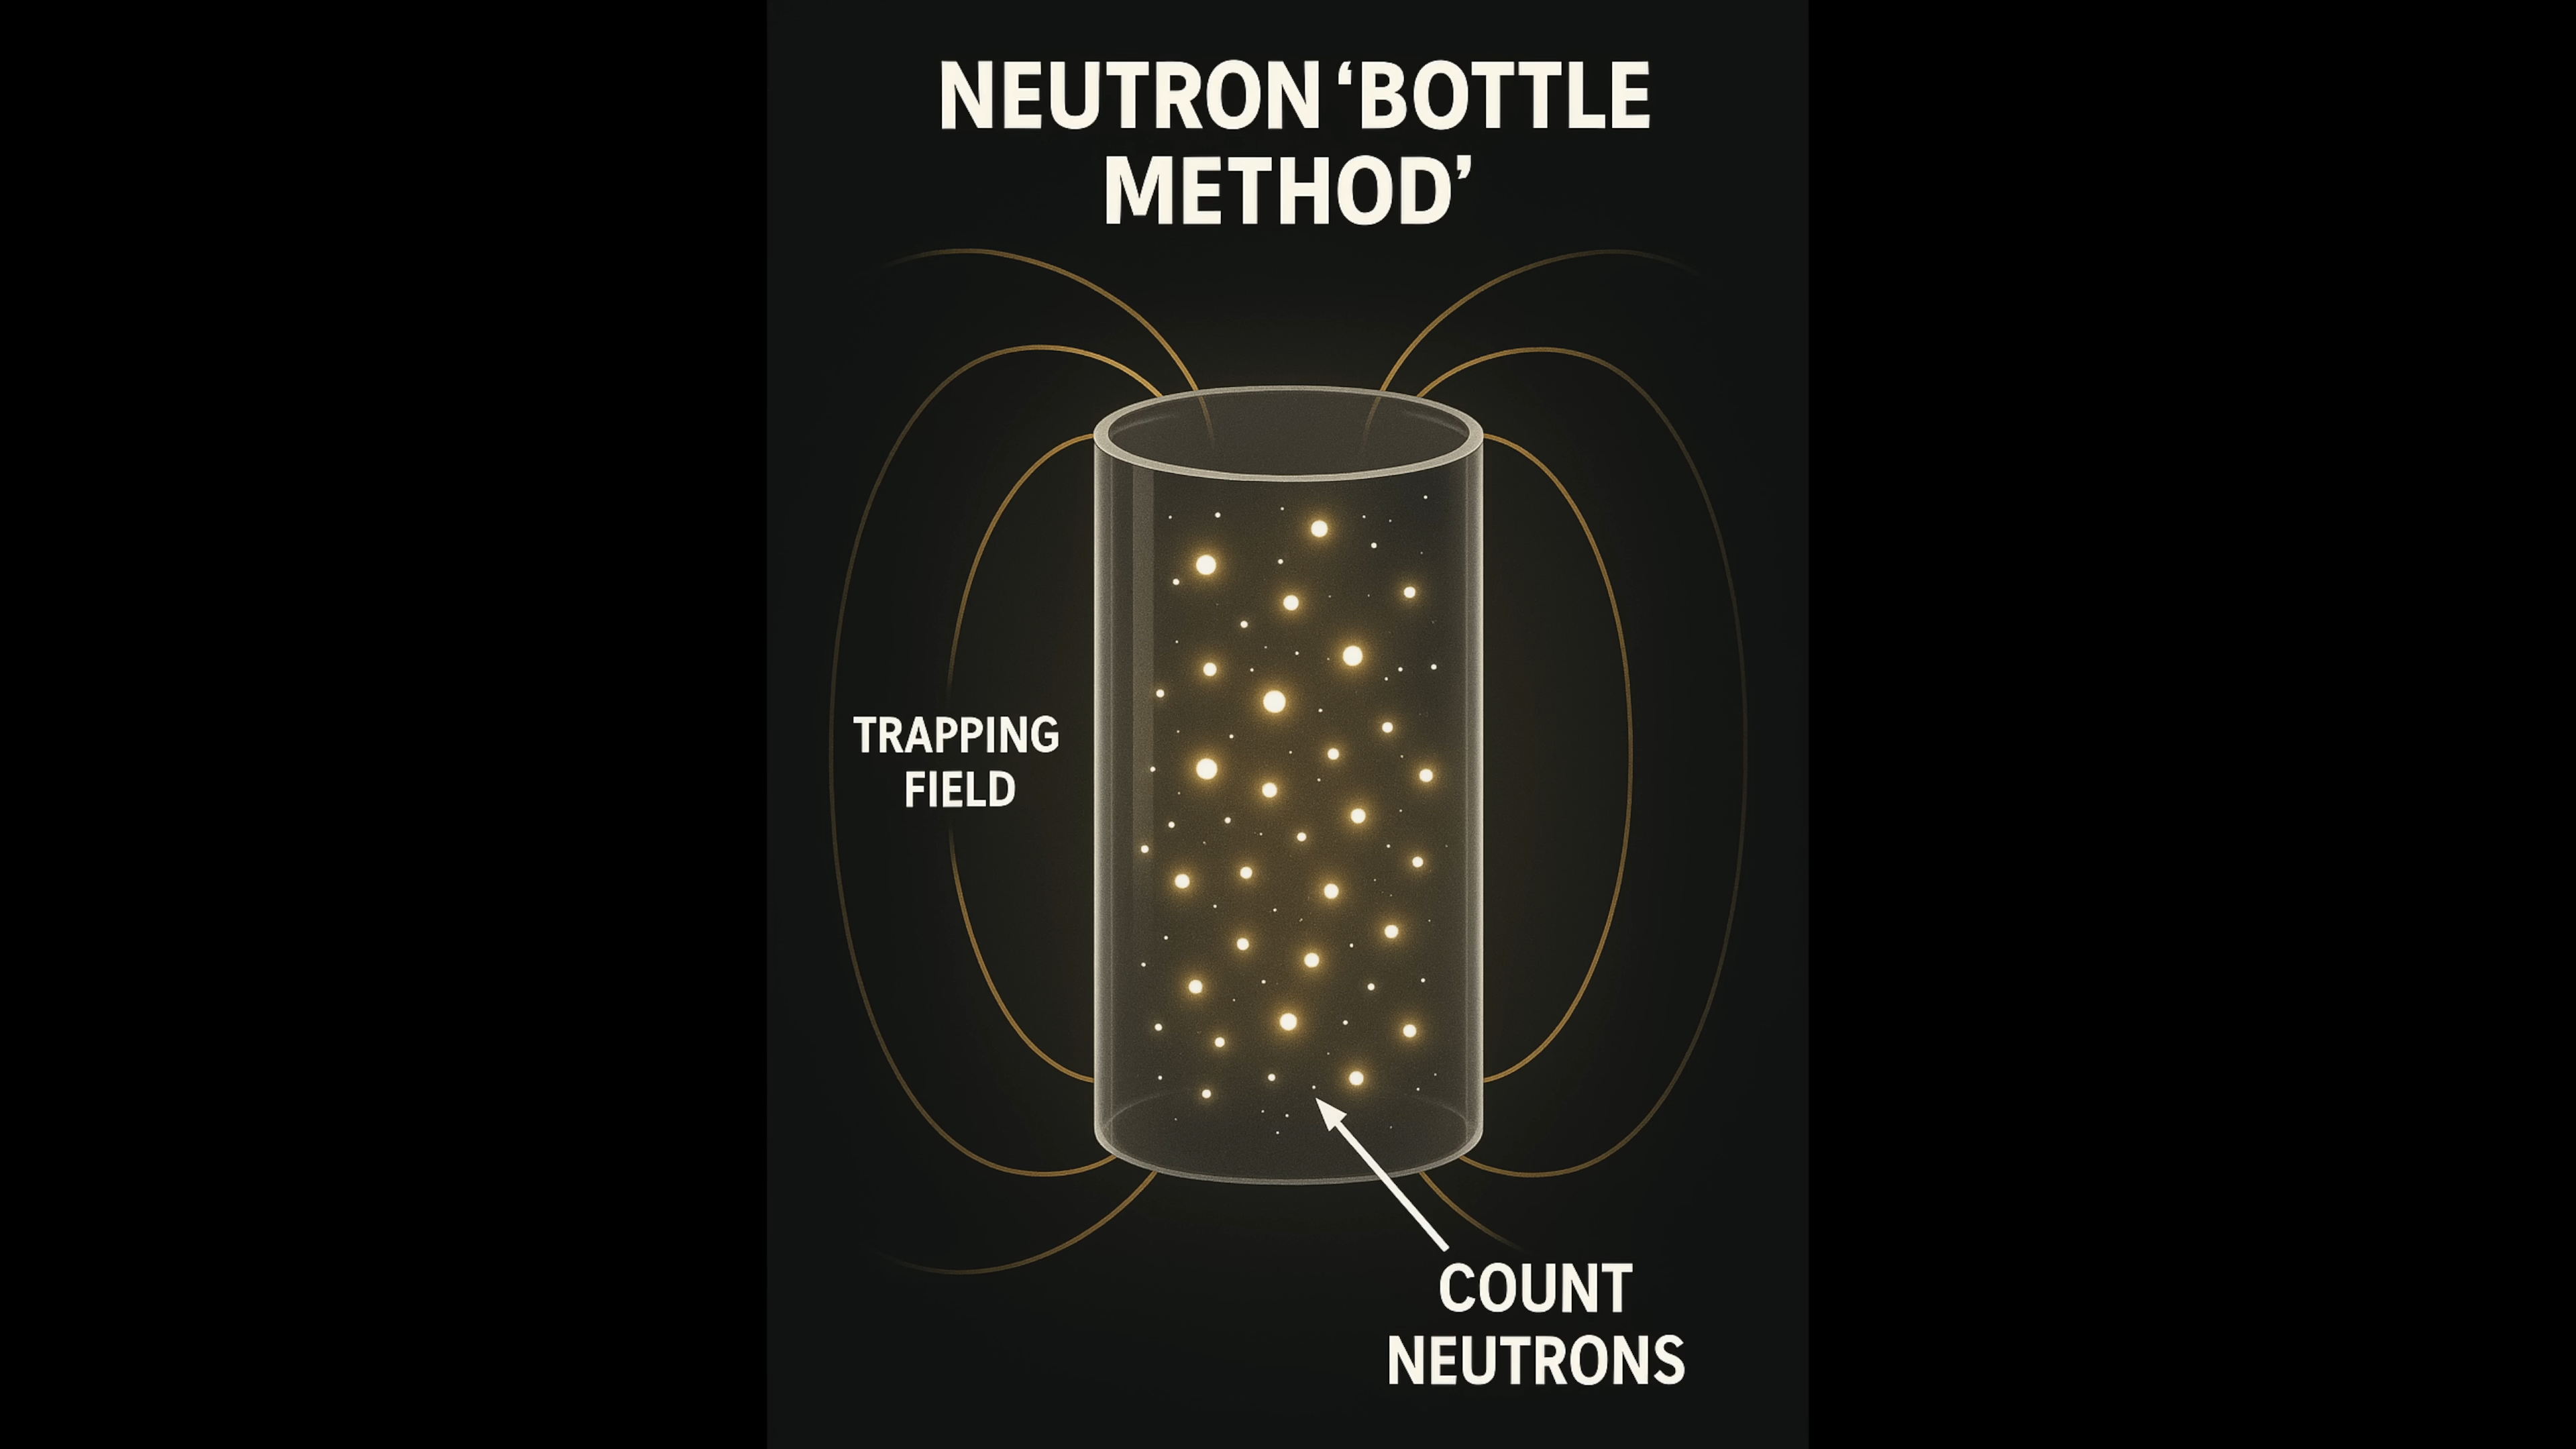 NEUTRON ‘BOTTLE
METHOD’
TRAPPING
FIELD
COUNT
NEUTRONS